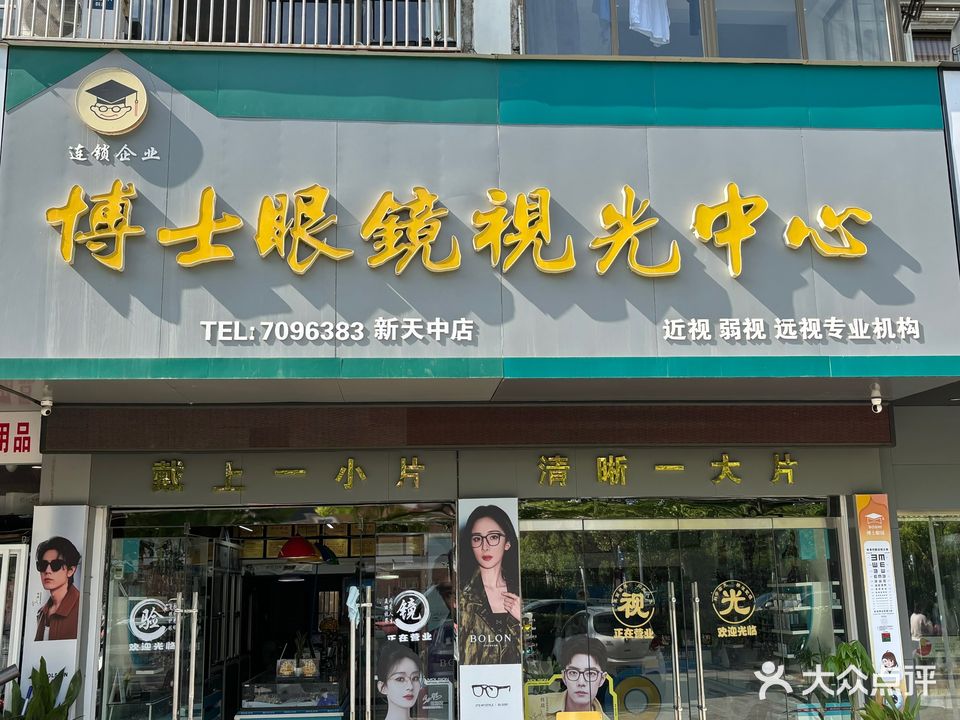 连锁企业
博士眼鏡視光中心
TEL:7096383 新天中店
近视 弱视 远视专业机构
用品
戴上一小片 清晰一大片
验
欢迎光临
镜
正在营业
视
正在营业
光
欢迎光临
BOLON
MOLSION
大众点评